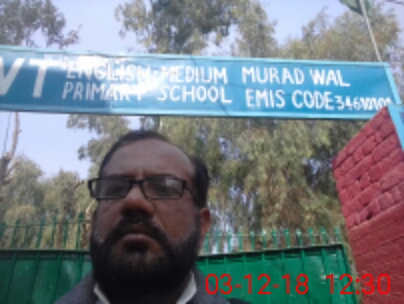 VT ENGLISH MEDIUM MURAD WAL
PRIMARY SCHOOL EMIS CODE
03-12-18 12:30